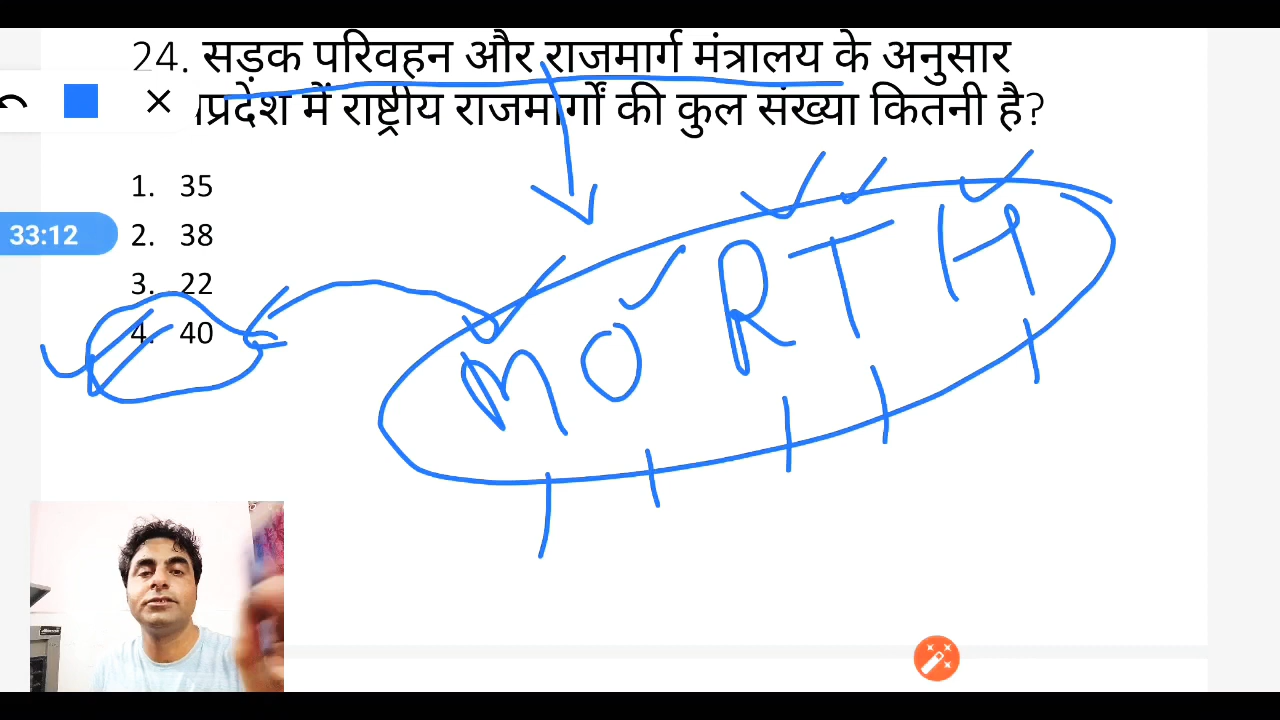 24. सड़क परिवहन और राजमार्ग मंत्रालय के अनुसार
प्रदेश में राष्ट्रीय राजमार्गों की कुल संख्या कितनी है?
1. 35
33:12
2. 38
3. 22
4. 40
MORTH